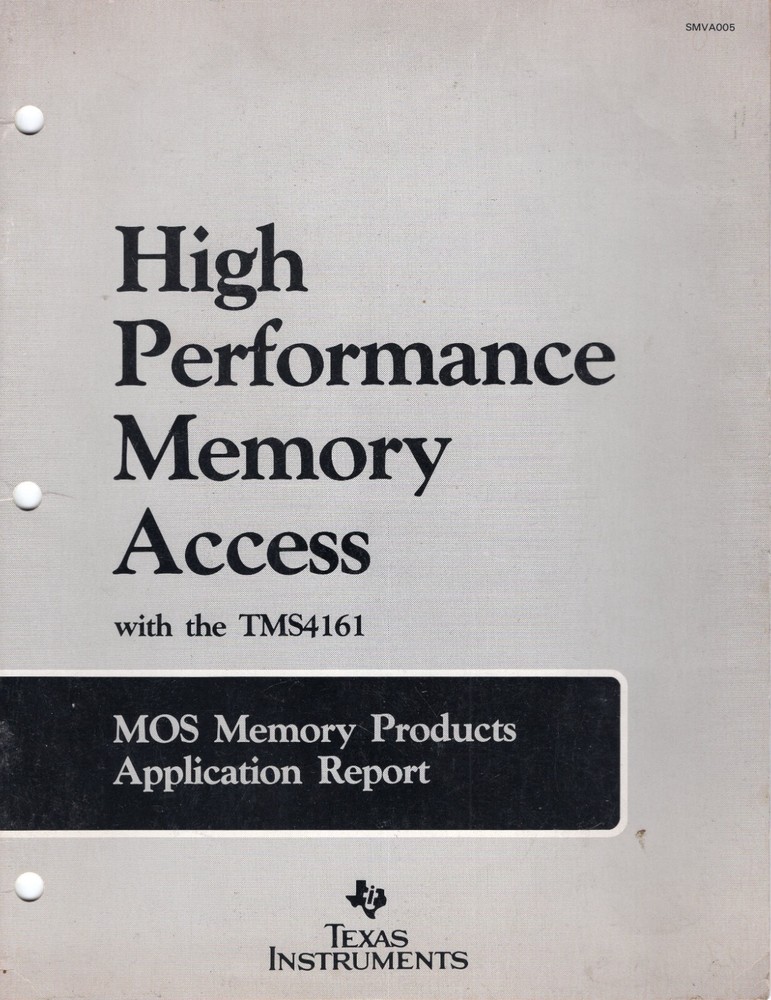 SMVA005
High
Performance
Memory
Access
with the TMS4161
MOS Memory Products
Application Report
TEXAS
INSTRUMENTS